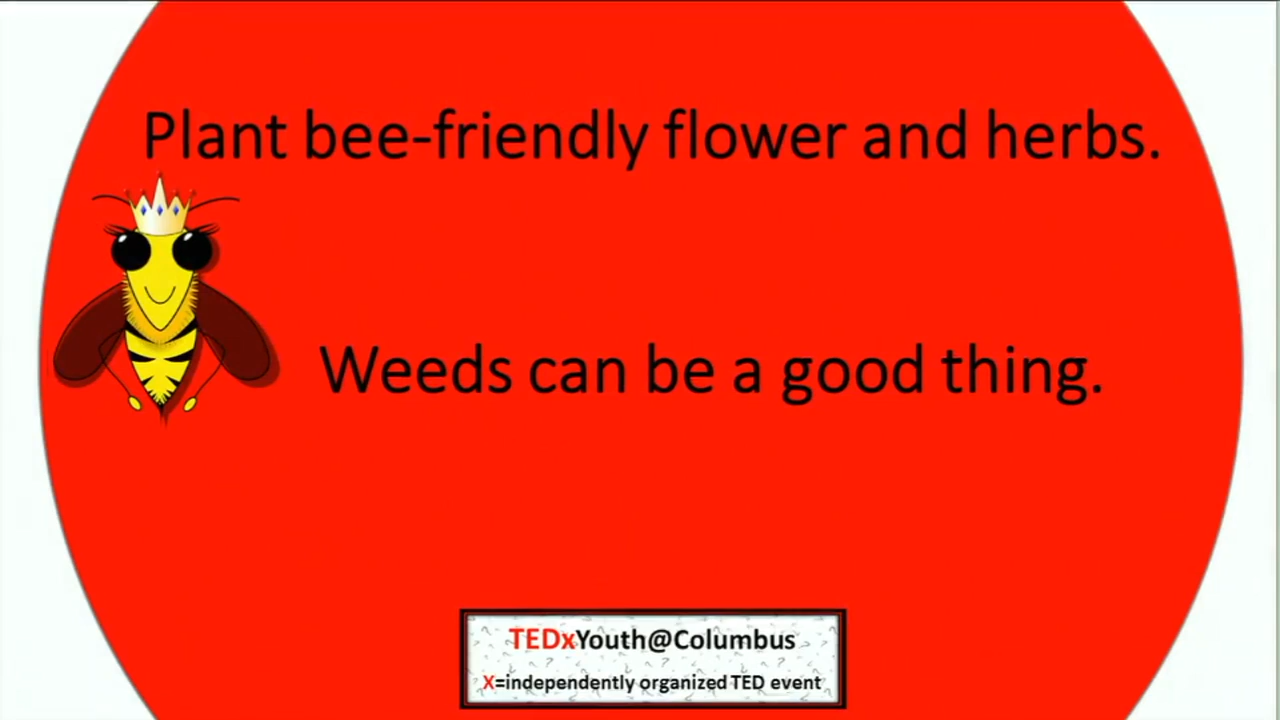 Plant bee-friendly flower and herbs.
Weeds can be a good thing.
TEDxYouth@Columbus
X=independently organized TED event